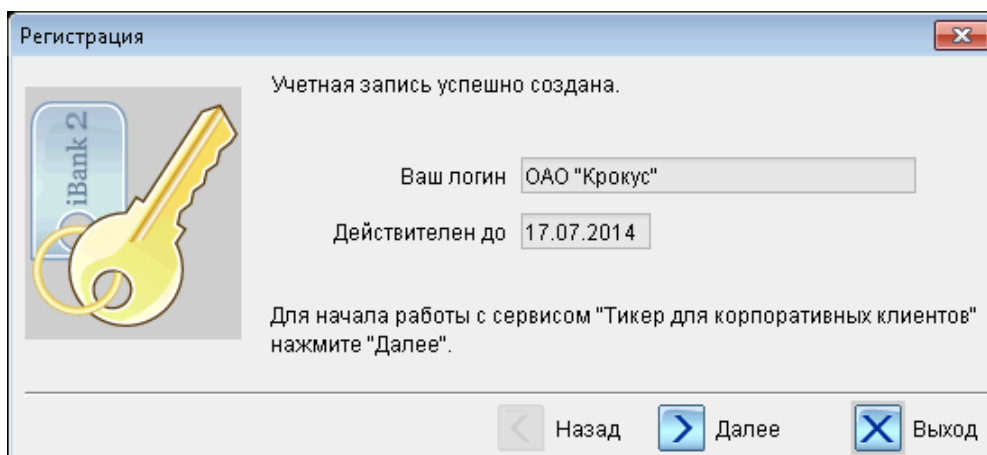 Регистрация
iBank 2
Учетная запись успешно создана.
Ваш логин ОАО "Крокус"
Действителен до 17.07.2014
Для начала работы с сервисом "Тикер для корпоративных клиентов"
нажмите "Далее".
Назад Далее Выход